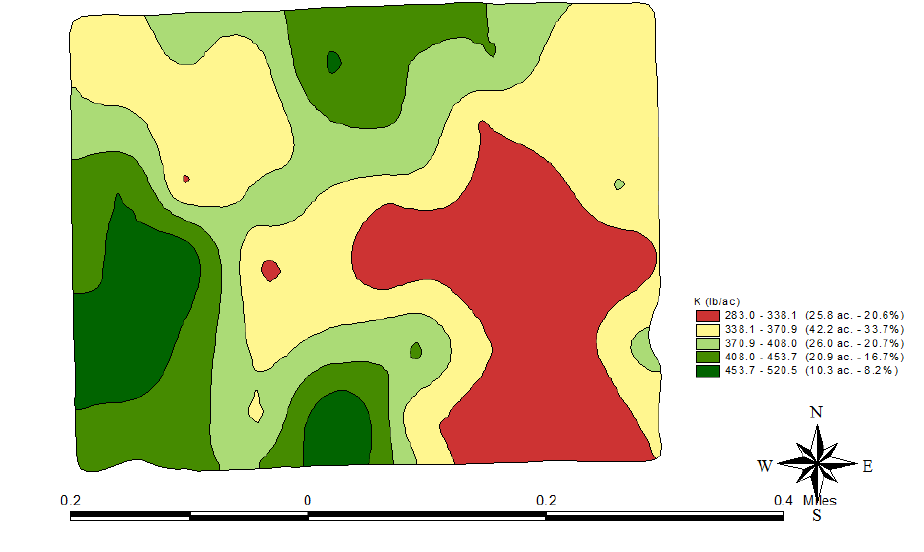 K (lb/ac)
283.0 - 338.1 (25.8 ac. - 20.6%)
338.1 - 370.9 (42.2 ac. - 33.7%)
370.9 - 408.0 (26.0 ac. - 20.7%)
408.0 - 453.7 (20.9 ac. - 16.7%)
453.7 - 520.5 (10.3 ac. - 8.2%)
N
W E
S
0.2 0 0.2 0.4 Miles